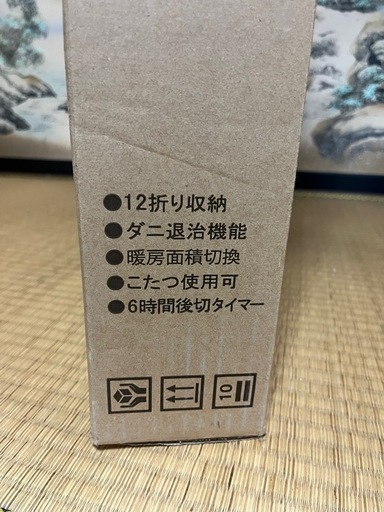 ●12折り収納
●ダニ退治機能
●暖房面積切換
●こたつ使用可
●6時間後切タイマー
10